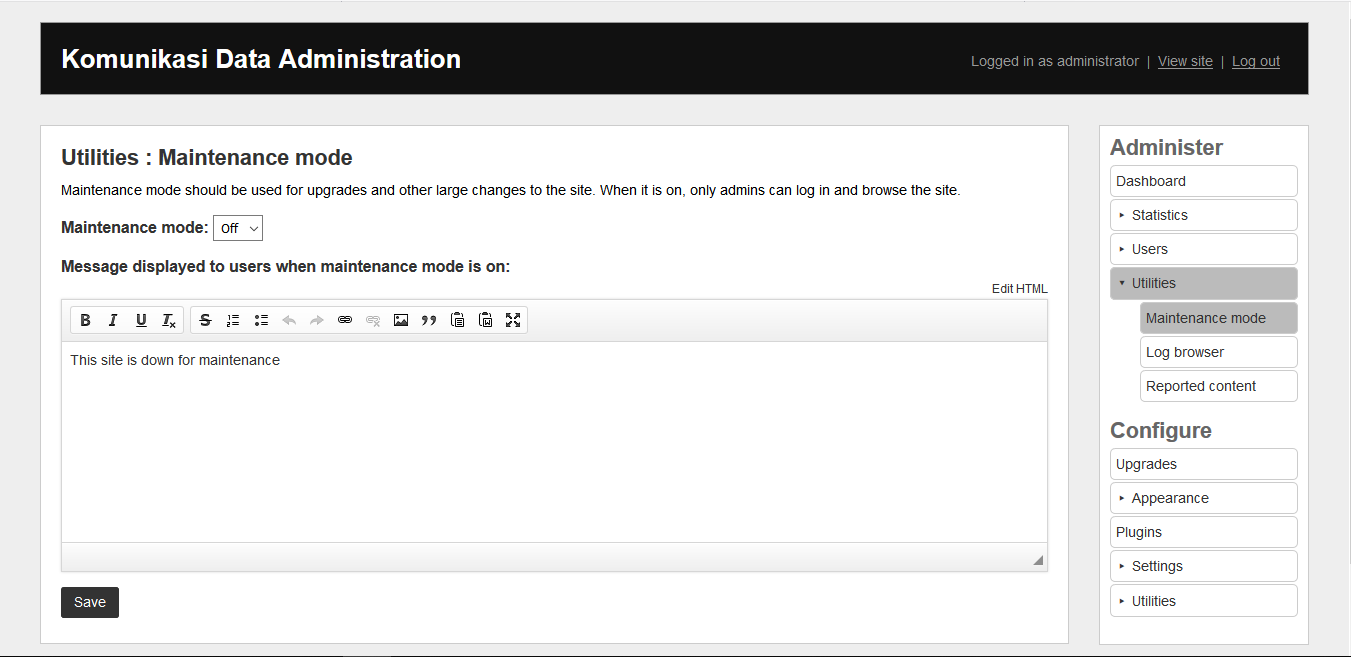 Komunikasi Data Administration
Logged in as administrator | View site | Log out
Utilities : Maintenance mode
Maintenance mode should be used for upgrades and other large changes to the site. When it is on, only admins can log in and browse the site.
Maintenance mode: Off
Message displayed to users when maintenance mode is on:
Edit HTML
This site is down for maintenance
Save
Administer
Dashboard
Statistics
Users
Utilities
Maintenance mode
Log browser
Reported content
Configure
Upgrades
Appearance
Plugins
Settings
Utilities